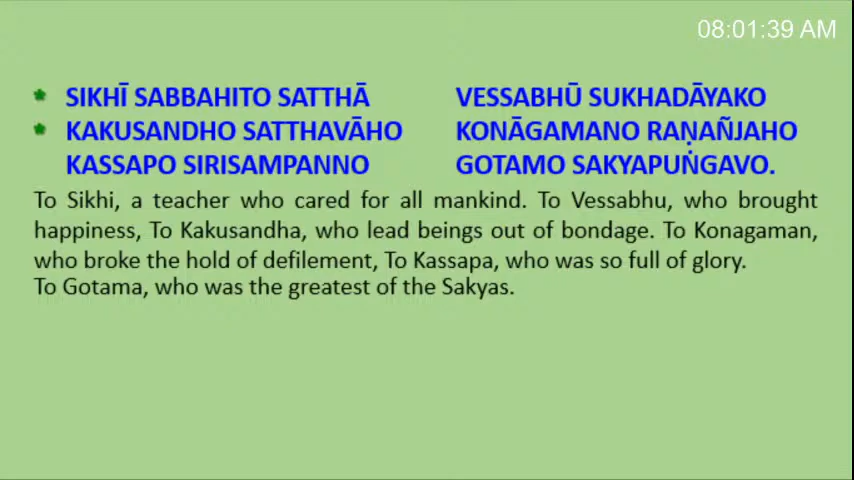 08:01:39 AM
* SIKHĪ SABBAHITO SATTHĀ VESSABHŪ SUKHADĀYAKO
* KAKUSANDHO SATTHAVĀHO KONĀGAMANO RAṆAÑJAHO
KASSAPO SIRISAMPANNO GOTAMO SAKYAPUṄGAVO.
To Sikhi, a teacher who cared for all mankind. To Vessabhu, who brought
happiness, To Kakusandha, who lead beings out of bondage. To Konagaman,
who broke the hold of defilement, To Kassapa, who was so full of glory.
To Gotama, who was the greatest of the Sakyas.